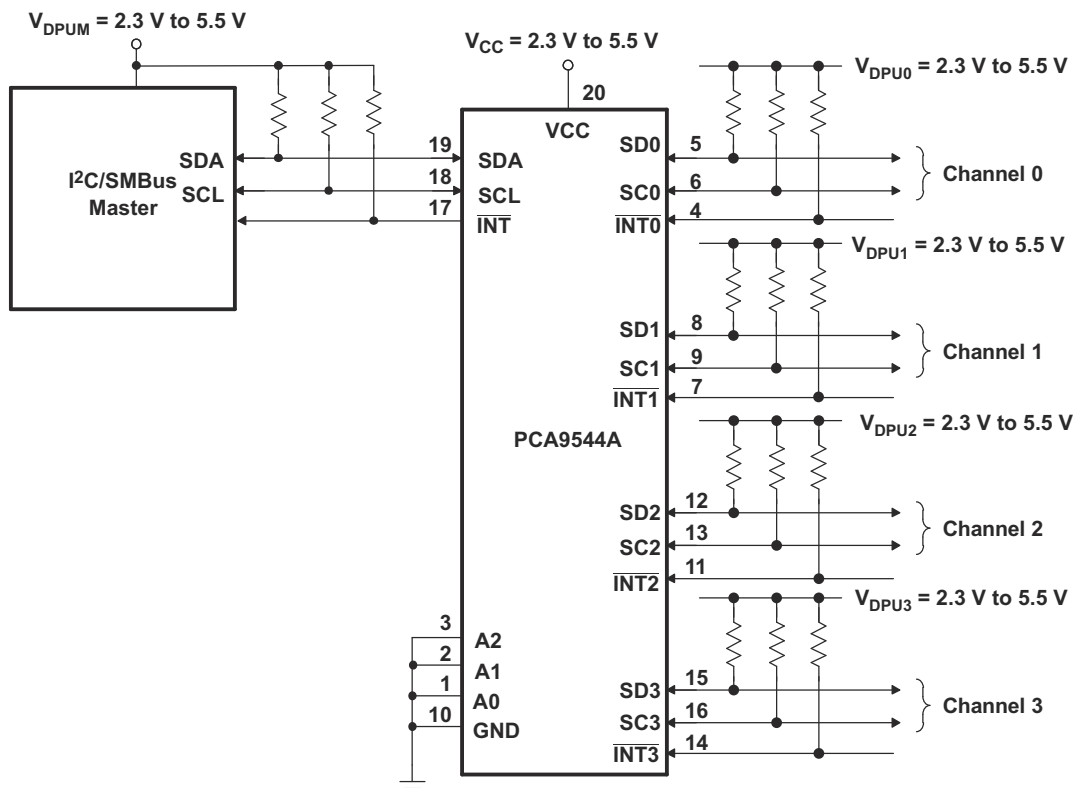 V_DPUM = 2.3 V to 5.5 V
V_CC = 2.3 V to 5.5 V
20
VCC
I²C/SMBus
Master
SDA
SCL
19
18
17
SDA
SCL
INT
PCA9544A
3
2
1
10
A2
A1
A0
GND
V_DPU0 = 2.3 V to 5.5 V
SD0 5
SC0 6
INT0 4
Channel 0
V_DPU1 = 2.3 V to 5.5 V
SD1 8
SC1 9
INT1 7
Channel 1
V_DPU2 = 2.3 V to 5.5 V
SD2 12
SC2 13
INT2 11
Channel 2
V_DPU3 = 2.3 V to 5.5 V
SD3 15
SC3 16
INT3 14
Channel 3